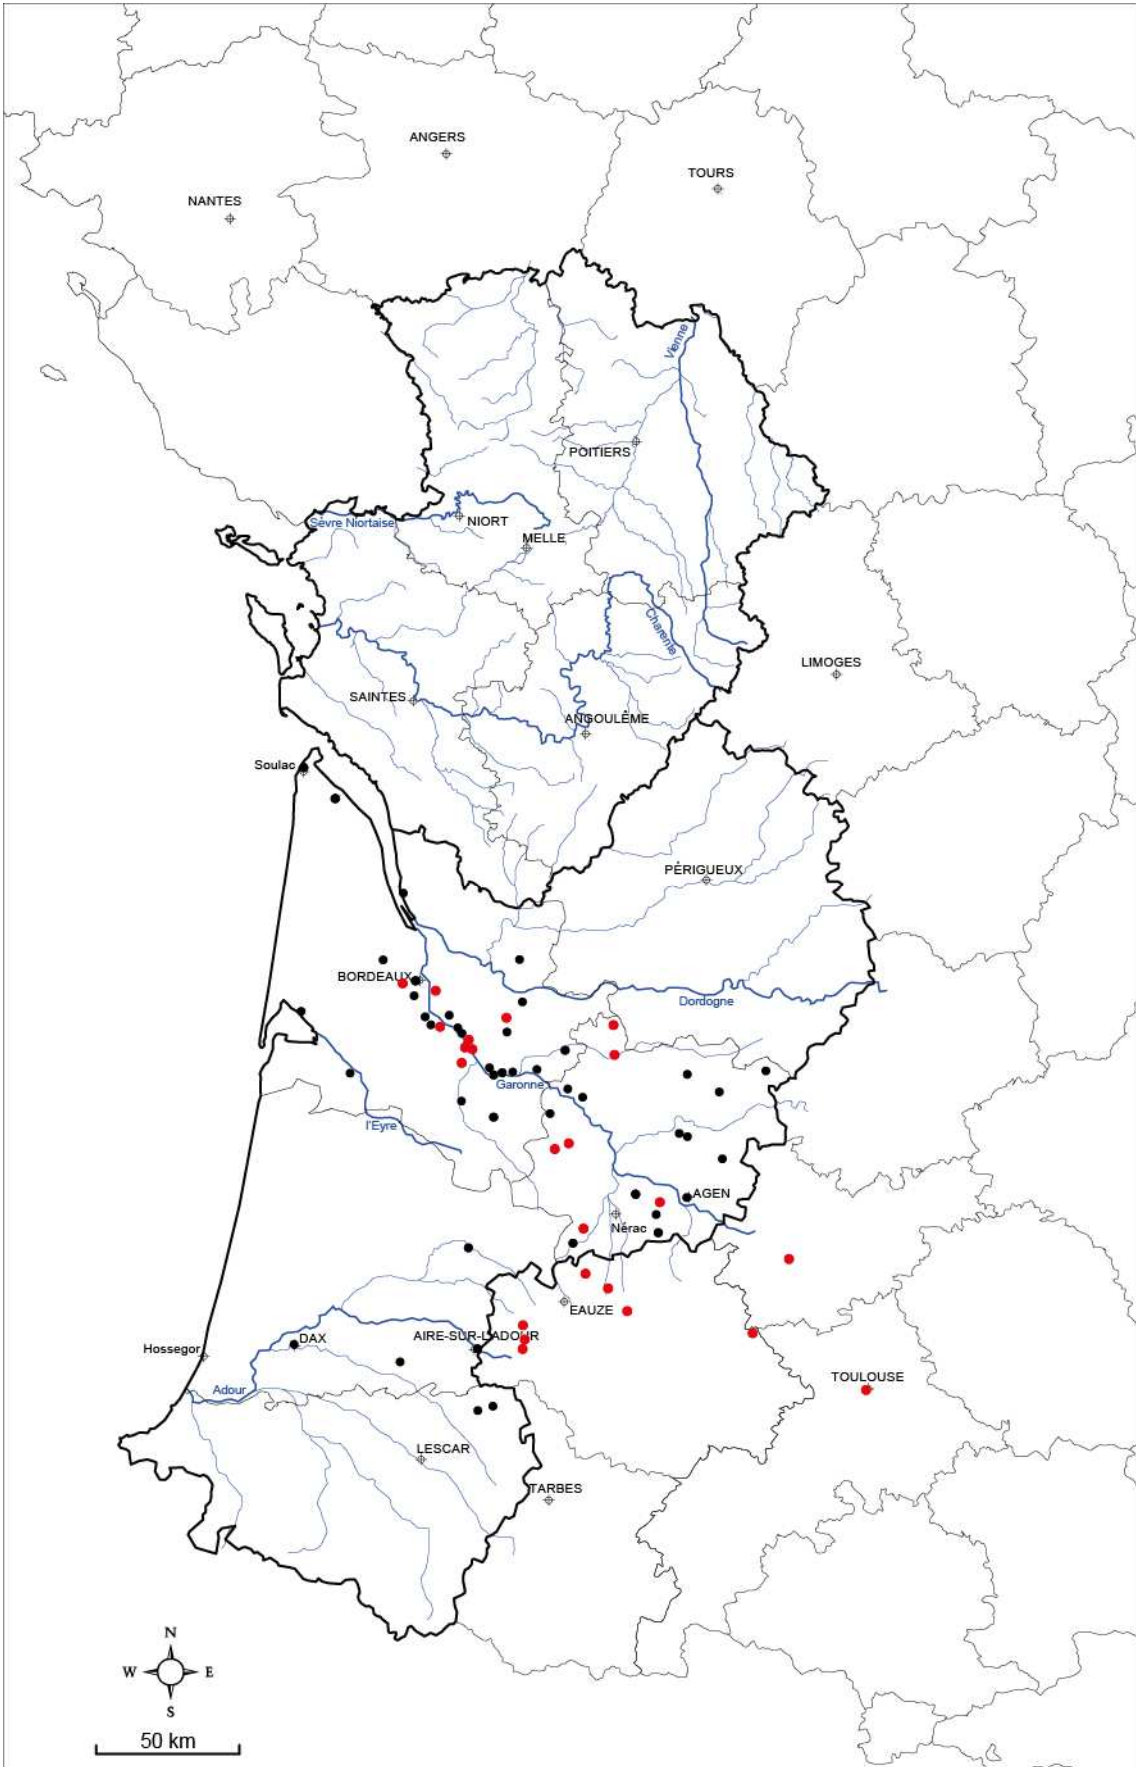 ANGERS
TOURS
NANTES
Vienne
POITIERS
Sèvre Niortaise
NIORT
MELLE
Charente
LIMOGES
SAINTES
ANGOULÊME
Soulac
PÉRIGUEUX
BORDEAUX
Dordogne
Garonne
l'Eyre
AGEN
Nérac
EAUZE
AIRE-SUR-L'ADOUR
DAX
Hossegor
TOULOUSE
Adour
LESCAR
TARBES
N
W E
S
50 km